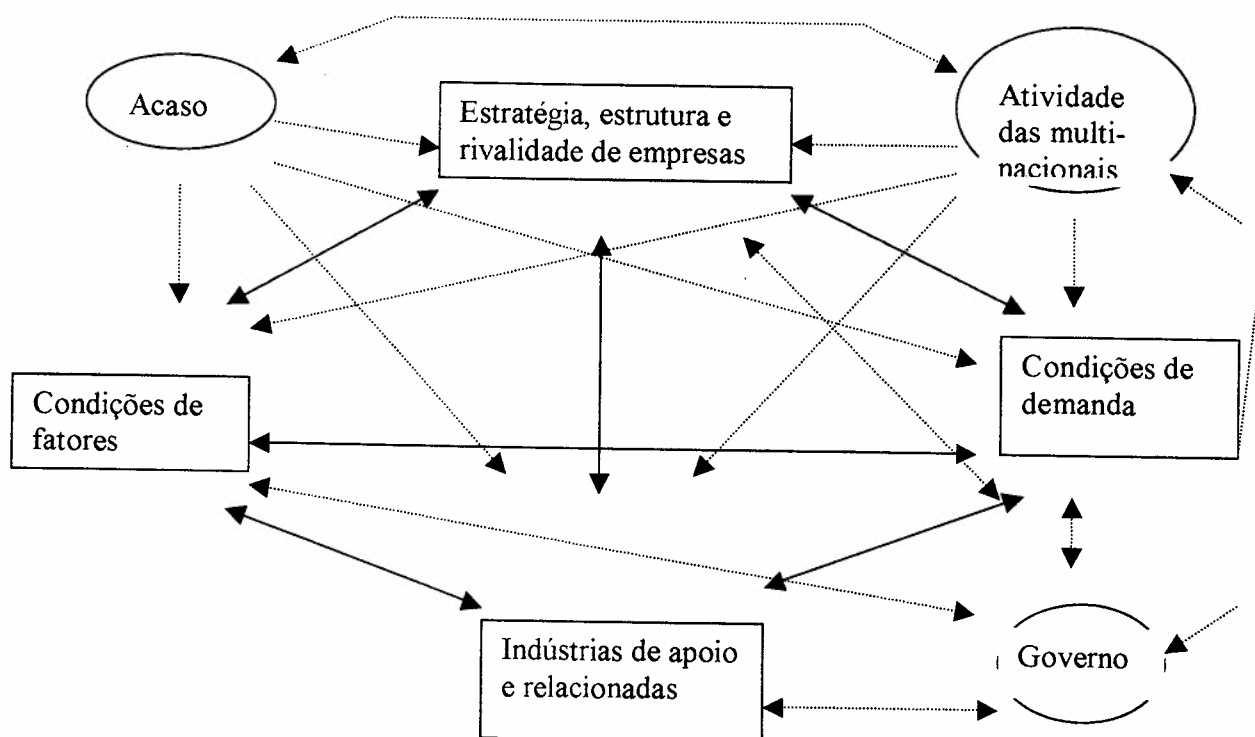 Acaso
Estratégia, estrutura e
rivalidade de empresas
Atividade
das multi-
nacionais
Condições de
fatores
Condições de
demanda
Indústrias de apoio
e relacionadas
Governo